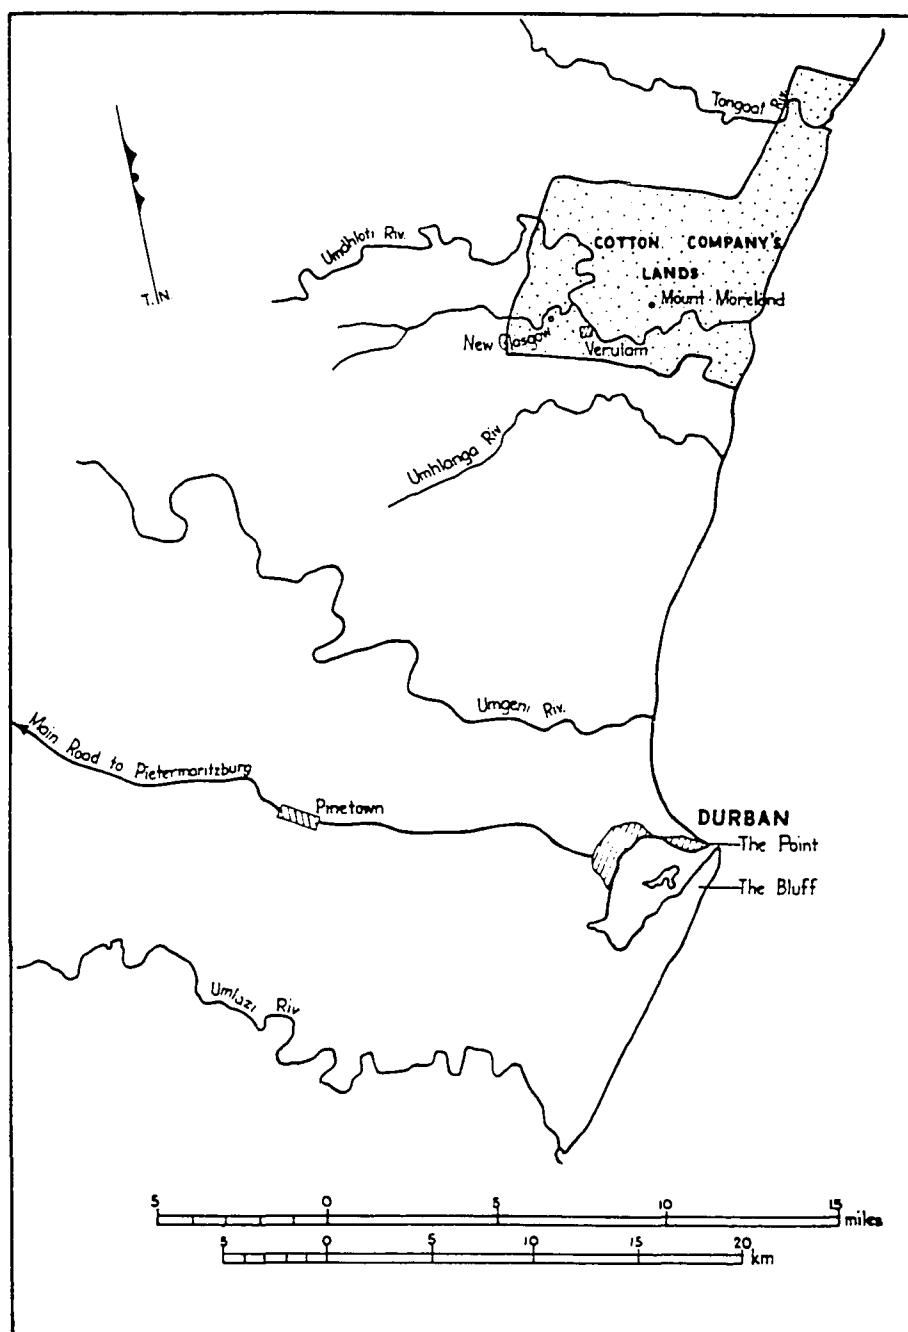 Tongaat Riv.
Umdhloti Riv.
COTTON COMPANY'S
LANDS
T. N.
Mount Moreland
New Glasgow
Verulam
Umhlanga Riv
Umgeni Riv.
Main Road to Pietermaritzburg
Pinetown
DURBAN
The Point
The Bluff
Umlazi Riv
5 0 5 10 15 miles
5 0 5 10 15 20 km